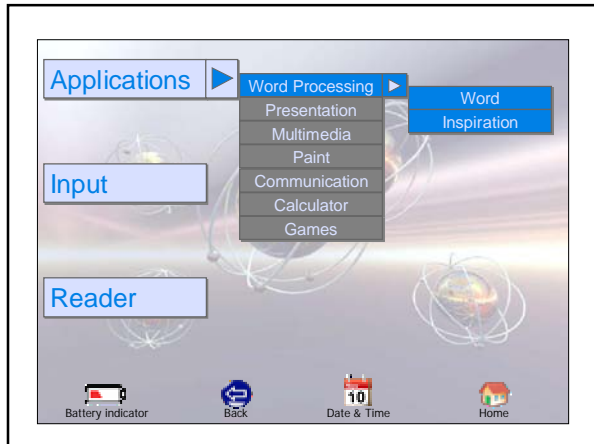 Applications
Word Processing
Word
Presentation
Inspiration
Multimedia
Paint
Input
Communication
Calculator
Games
Reader
10
Battery indicator
Back
Date & Time
Home